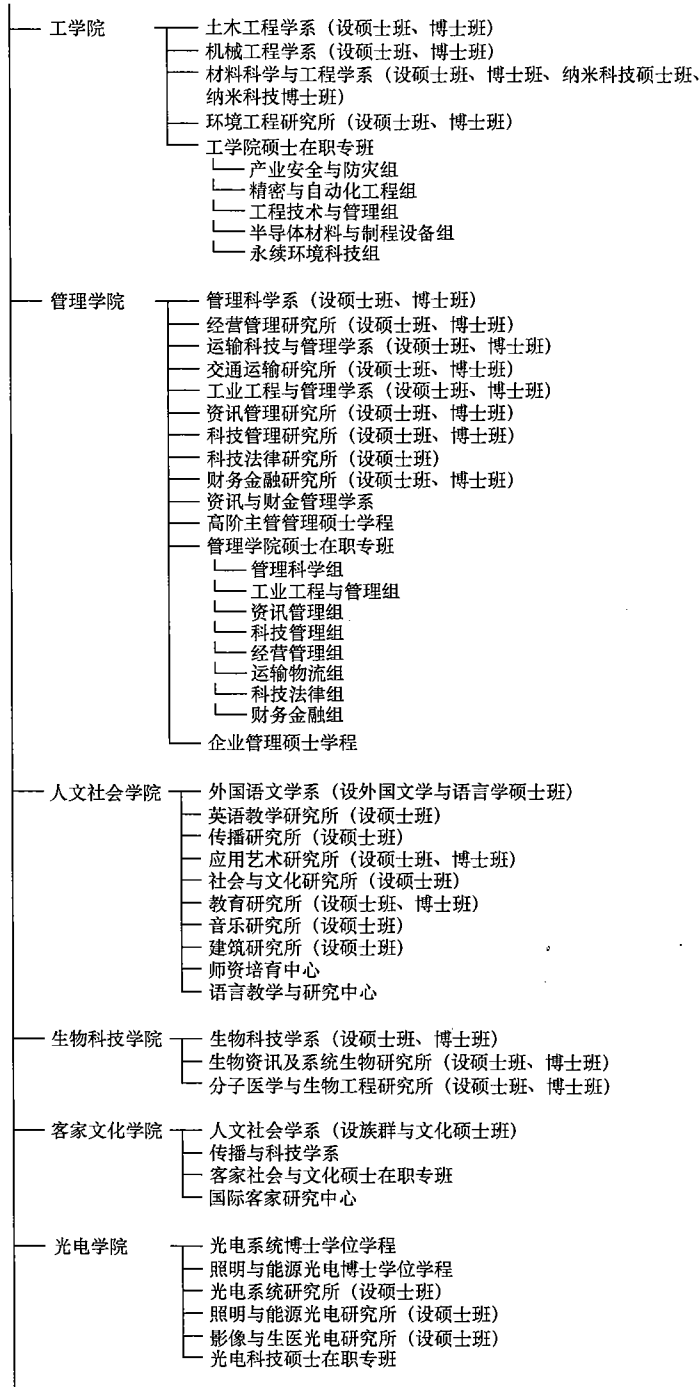 工学院 土木工程学系（设硕士班、博士班）
机械工程学系（设硕士班、博士班）
材料科学与工程学系（设硕士班、博士班、纳米科技硕士班、
纳米科技博士班）
环境工程研究所（设硕士班、博士班）
工学院硕士在职专班
产业安全与防灾组
精密与自动化工程组
工程技术与管理组
半导体材料与制程设备组
永续环境科技组
管理学院 管理科学系（设硕士班、博士班）
经营管理研究所（设硕士班、博士班）
运输科技与管理学系（设硕士班、博士班）
交通运输研究所（设硕士班、博士班）
工业工程与管理学系（设硕士班、博士班）
资讯管理研究所（设硕士班、博士班）
科技管理研究所（设硕士班、博士班）
科技法律研究所（设硕士班）
财务金融研究所（设硕士班、博士班）
资讯与财金管理学系
高阶主管管理硕士学程
管理学院硕士在职专班
管理科学组
工业工程与管理组
资讯管理组
科技管理组
经营管理组
运输物流组
科技法律组
财务金融组
企业管理硕士学程
人文社会学院 外国语文学系（设外国文学与语言学硕士班）
英语教学研究所（设硕士班）
传播研究所（设硕士班）
应用艺术研究所（设硕士班、博士班）
社会与文化研究所（设硕士班）
教育研究所（设硕士班、博士班）
音乐研究所（设硕士班）
建筑研究所（设硕士班）
师资培育中心
语言教学与研究中心
生物科技学院 生物科技学系（设硕士班、博士班）
生物资讯及系统生物研究所（设硕士班、博士班）
分子医学与生物工程研究所（设硕士班、博士班）
客家文化学院 人文社会学系（设族群与文化硕士班）
传播与科技学系
客家社会与文化硕士在职专班
国际客家研究中心
光电学院 光电系统博士学位学程
照明与能源光电博士学位学程
光电系统研究所（设硕士班）
照明与能源光电研究所（设硕士班）
影像与生医光电研究所（设硕士班）
光电科技硕士在职专班